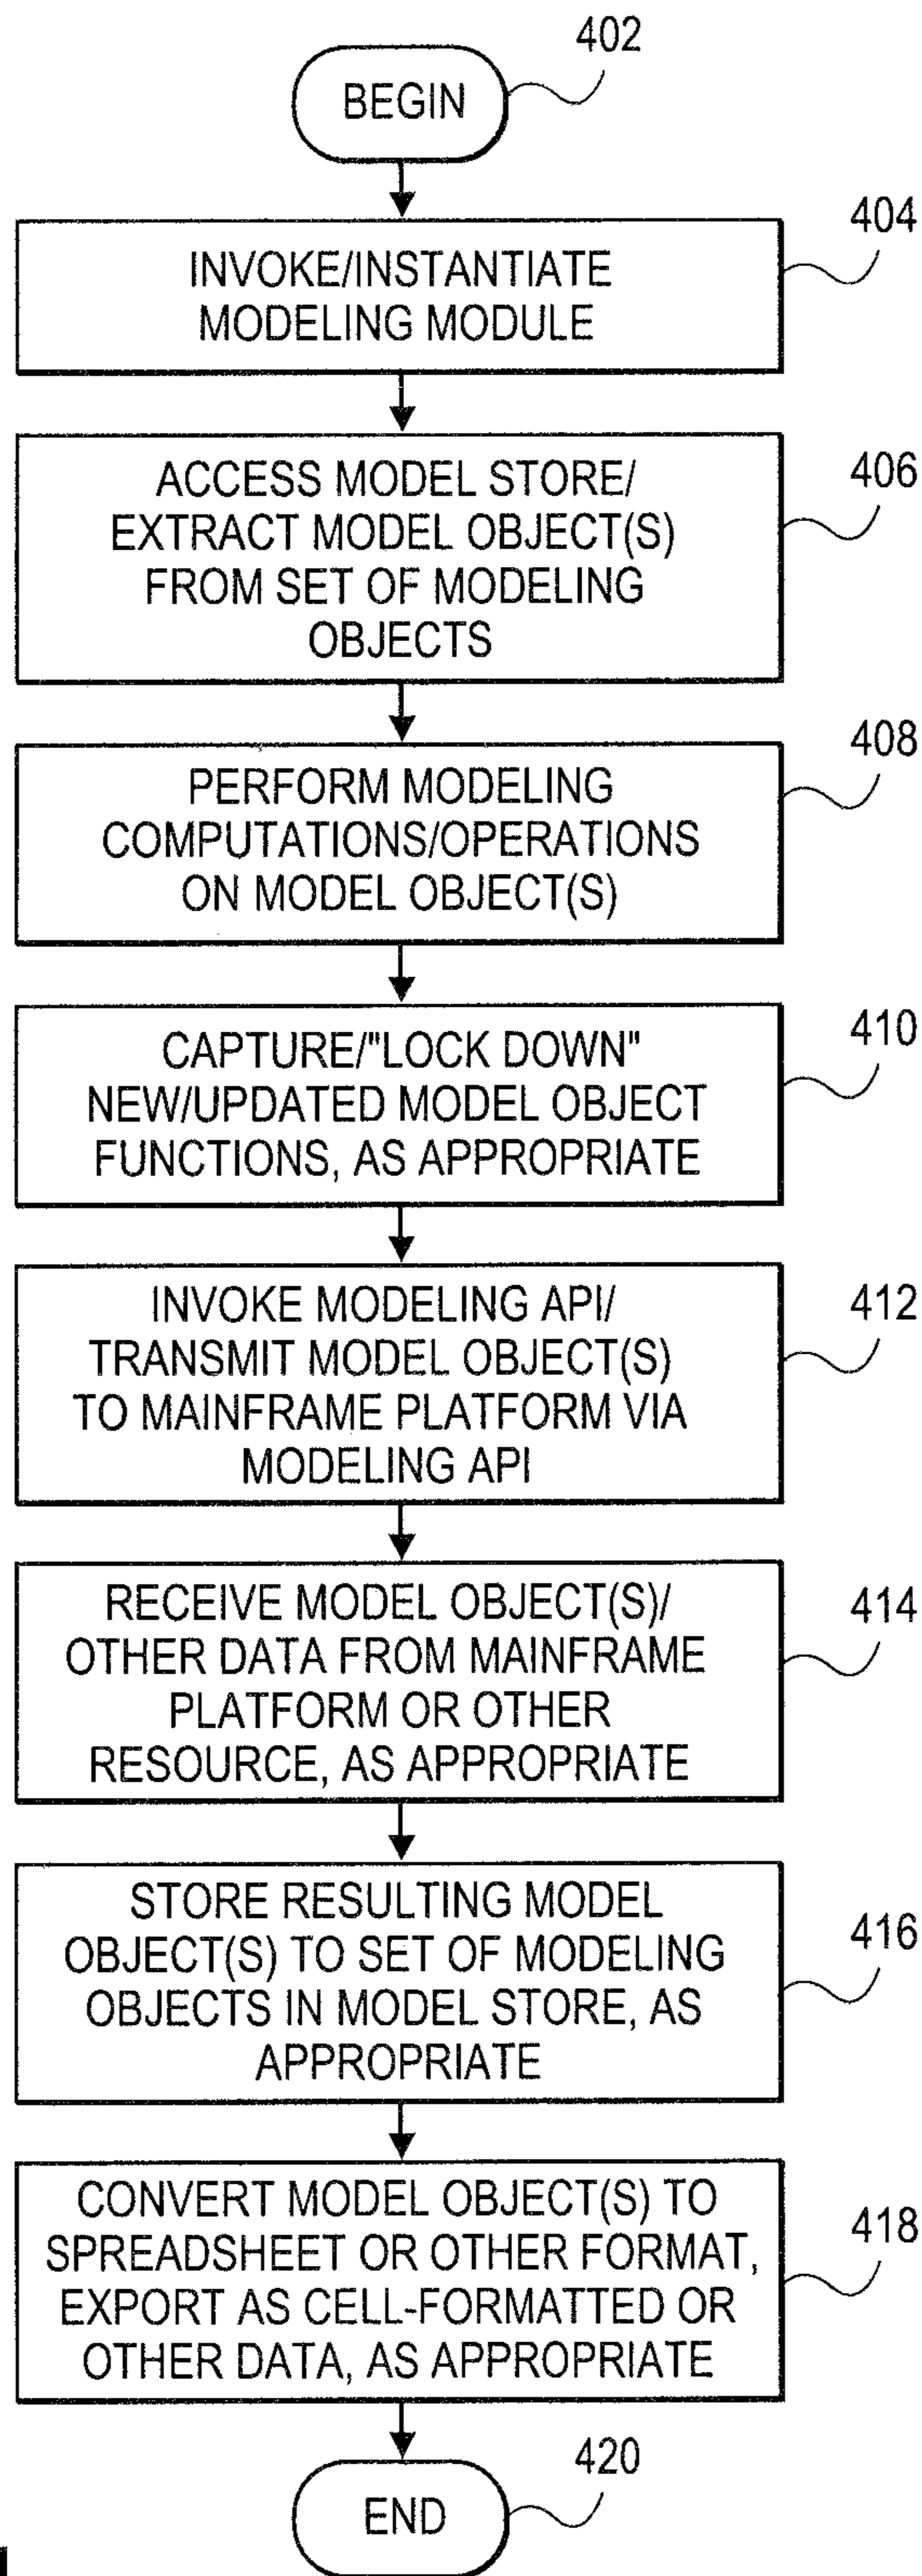 402
BEGIN
404
INVOKE/INSTANTIATE
MODELING MODULE
406
ACCESS MODEL STORE/
EXTRACT MODEL OBJECT(S)
FROM SET OF MODELING
OBJECTS
408
PERFORM MODELING
COMPUTATIONS/OPERATIONS
ON MODEL OBJECT(S)
410
CAPTURE/"LOCK DOWN"
NEW/UPDATED MODEL OBJECT
FUNCTIONS, AS APPROPRIATE
412
INVOKE MODELING API/
TRANSMIT MODEL OBJECT(S)
TO MAINFRAME PLATFORM VIA
MODELING API
414
RECEIVE MODEL OBJECT(S)/
OTHER DATA FROM MAINFRAME
PLATFORM OR OTHER
RESOURCE, AS APPROPRIATE
416
STORE RESULTING MODEL
OBJECT(S) TO SET OF MODELING
OBJECTS IN MODEL STORE, AS
APPROPRIATE
418
CONVERT MODEL OBJECT(S) TO
SPREADSHEET OR OTHER FORMAT,
EXPORT AS CELL-FORMATTED OR
OTHER DATA, AS APPROPRIATE
420
END